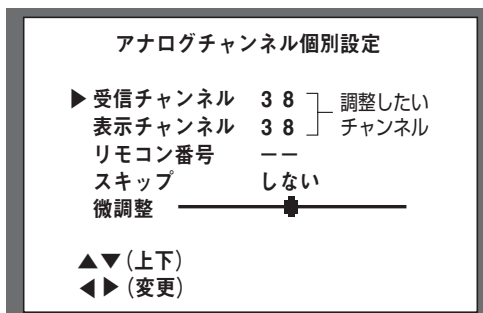 アナログチャンネル個別設定
▶受信チャンネル 38 調整したい
表示チャンネル 38 チャンネル
リモコン番号 －－
スキップ しない
微調整
▲▼(上下)
◀▶(変更)